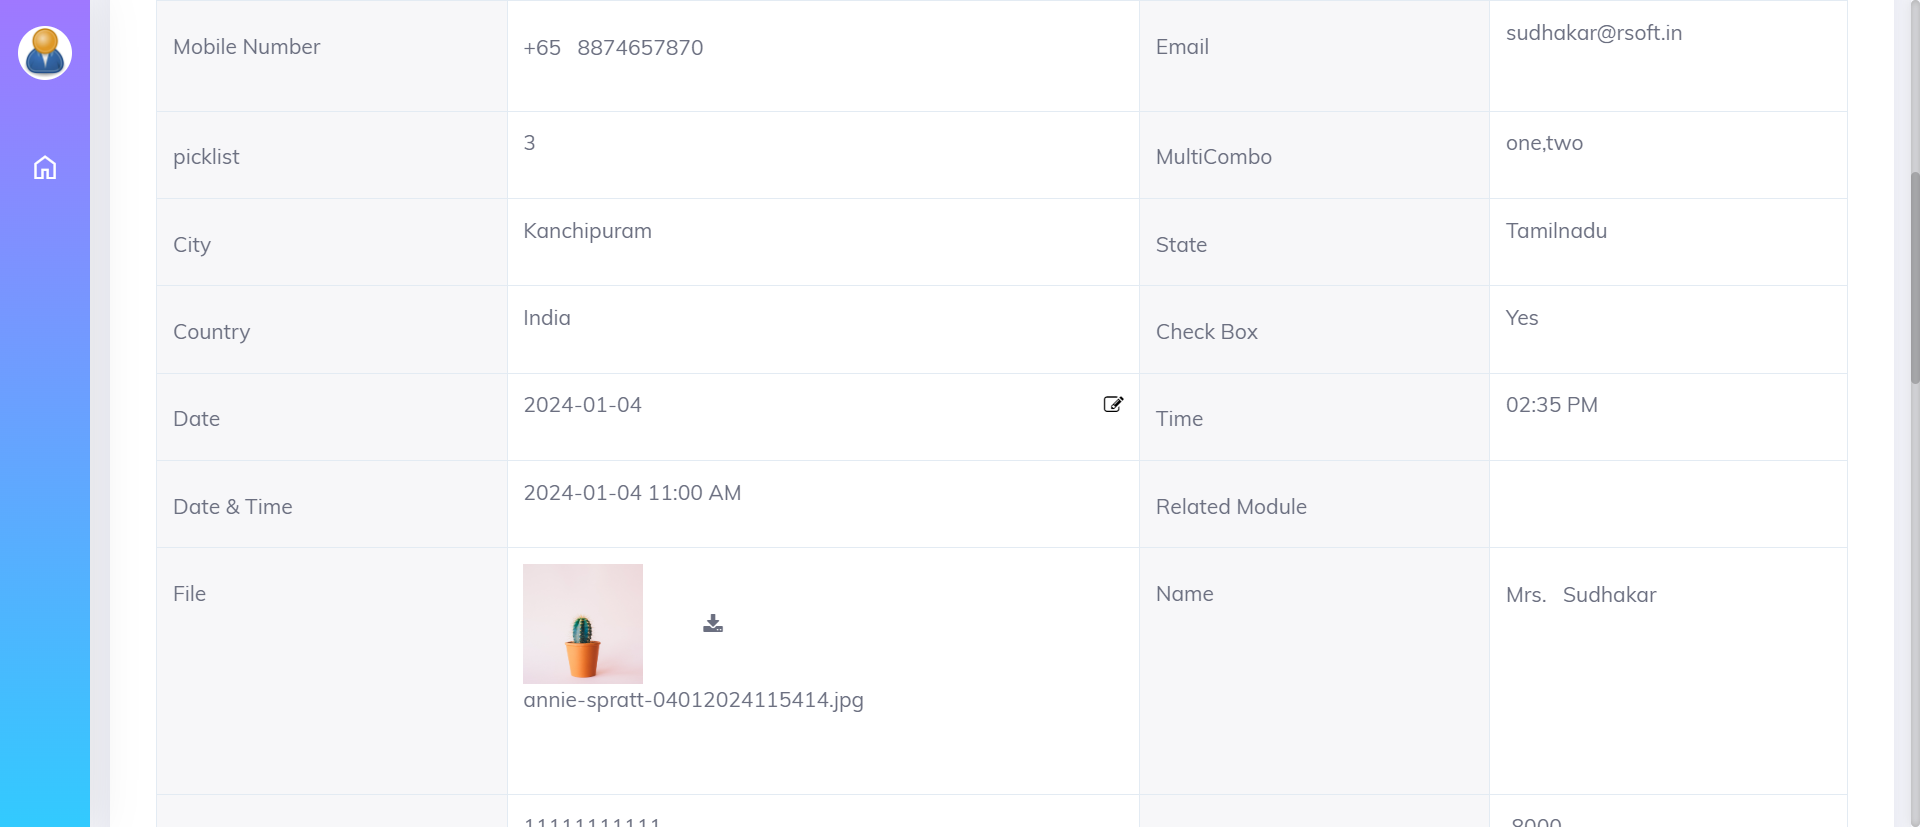 Mobile Number
+65 8874657870
Email
sudhakar@rsoft.in
picklist
3
MultiCombo
one,two
City
Kanchipuram
State
Tamilnadu
Country
India
Check Box
Yes
Date
2024-01-04
Time
02:35 PM
Date & Time
2024-01-04 11:00 AM
Related Module
File
annie-spratt-04012024115414.jpg
Name
Mrs. Sudhakar
11111111111
8000